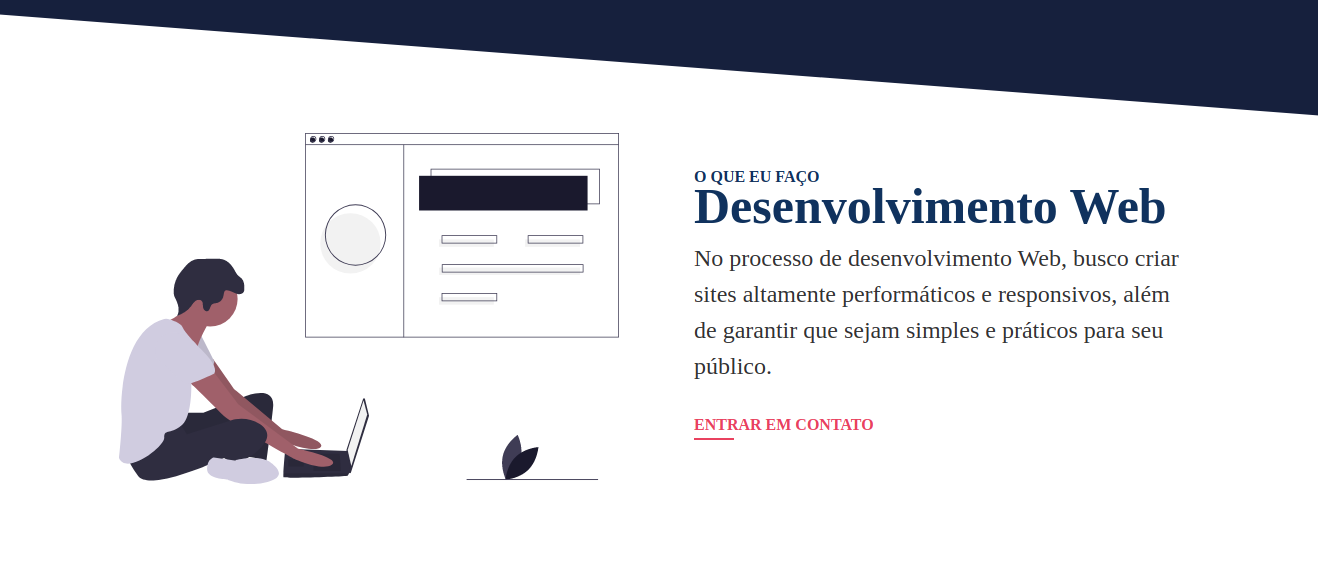 O QUE EU FAÇO
Desenvolvimento Web
No processo de desenvolvimento Web, busco criar
sites altamente performáticos e responsivos, além
de garantir que sejam simples e práticos para seu
público.
ENTRAR EM CONTATO